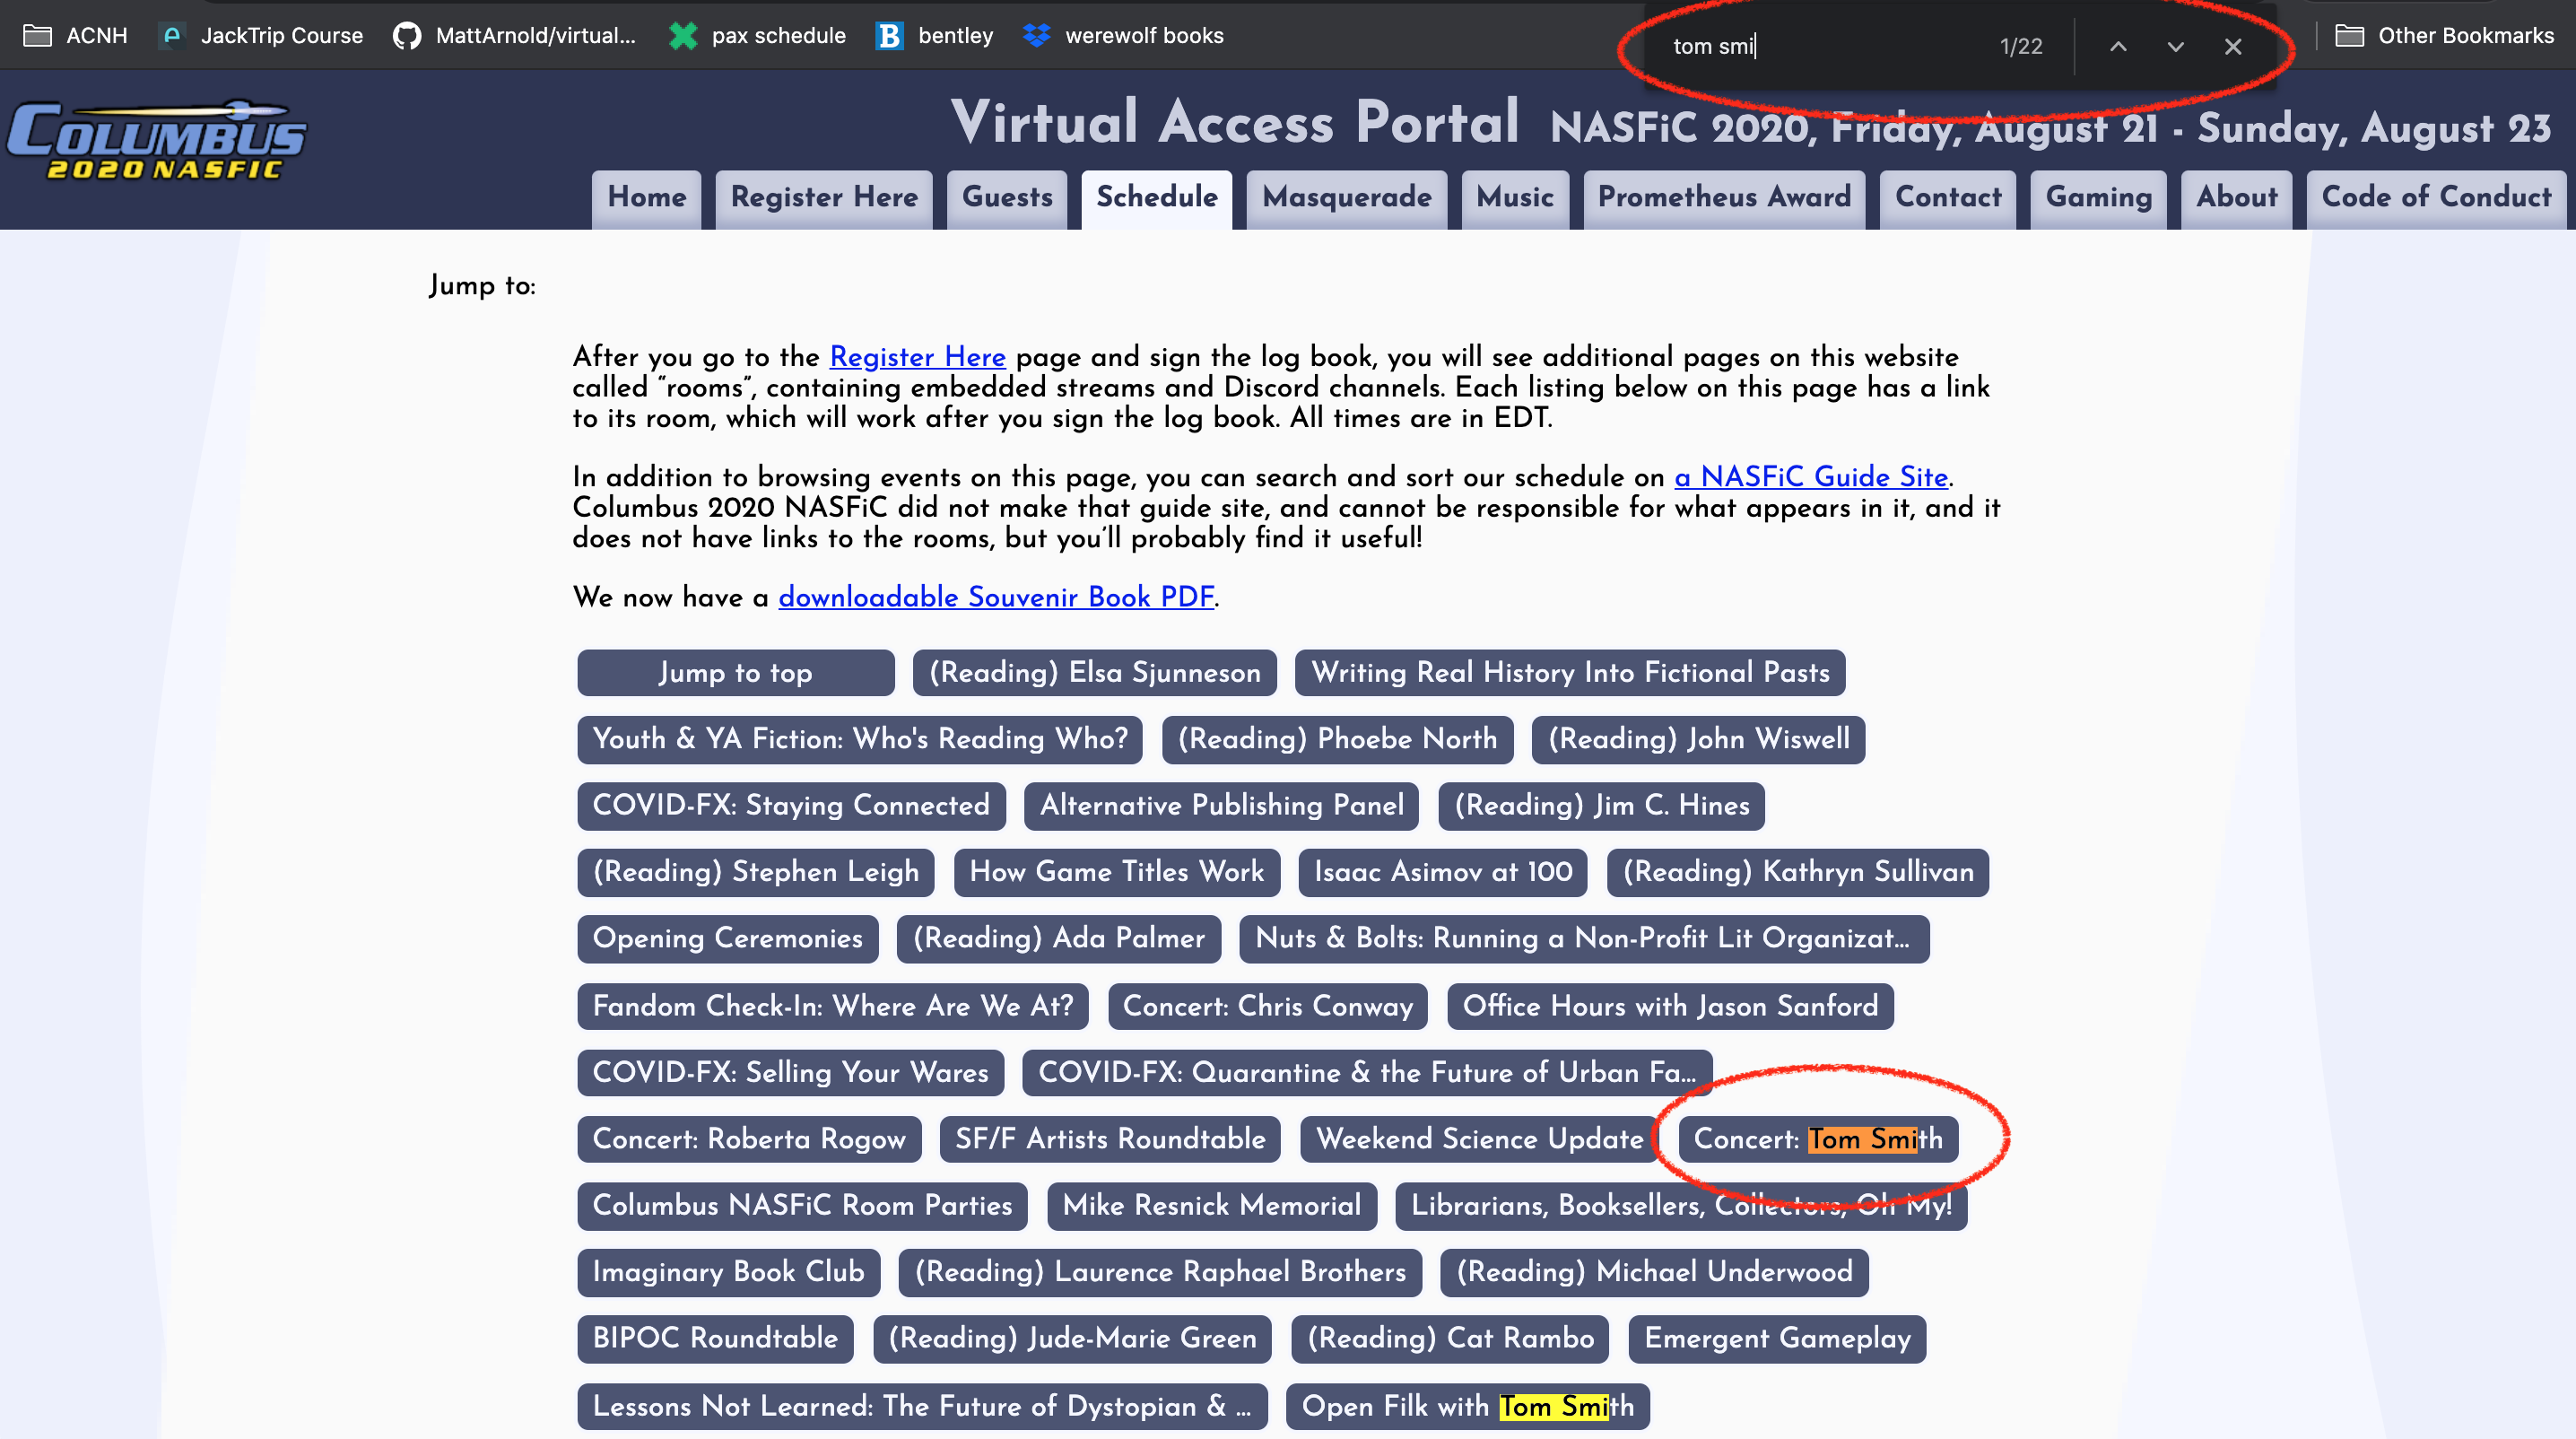 ACNH JackTrip Course MattArnold/virtual... pax schedule bentley werewolf books tom smi 1/22 Other Bookmarks
COLUMBUS
2020 NASFIC
Virtual Access Portal NASFiC 2020, Friday, August 21 - Sunday, August 23
Home Register Here Guests Schedule Masquerade Music Prometheus Award Contact Gaming About Code of Conduct
Jump to:
After you go to the Register Here page and sign the log book, you will see additional pages on this website
called “rooms”, containing embedded streams and Discord channels. Each listing below on this page has a link
to its room, which will work after you sign the log book. All times are in EDT.
In addition to browsing events on this page, you can search and sort our schedule on a NASFiC Guide Site.
Columbus 2020 NASFiC did not make that guide site, and cannot be responsible for what appears in it, and it
does not have links to the rooms, but you’ll probably find it useful!
We now have a downloadable Souvenir Book PDF.
Jump to top (Reading) Elsa Sjunneson Writing Real History Into Fictional Pasts
Youth & YA Fiction: Who's Reading Who? (Reading) Phoebe North (Reading) John Wiswell
COVID-FX: Staying Connected Alternative Publishing Panel (Reading) Jim C. Hines
(Reading) Stephen Leigh How Game Titles Work Isaac Asimov at 100 (Reading) Kathryn Sullivan
Opening Ceremonies (Reading) Ada Palmer Nuts & Bolts: Running a Non-Profit Lit Organizat...
Fandom Check-In: Where Are We At? Concert: Chris Conway Office Hours with Jason Sanford
COVID-FX: Selling Your Wares COVID-FX: Quarantine & the Future of Urban Fa...
Concert: Roberta Rogow SF/F Artists Roundtable Weekend Science Update Concert: Tom Smith
Columbus NASFiC Room Parties Mike Resnick Memorial Librarians, Booksellers, Collectors, Oh My!
Imaginary Book Club (Reading) Laurence Raphael Brothers (Reading) Michael Underwood
BIPOC Roundtable (Reading) Jude-Marie Green (Reading) Cat Rambo Emergent Gameplay
Lessons Not Learned: The Future of Dystopian & ... Open Filk with Tom Smith